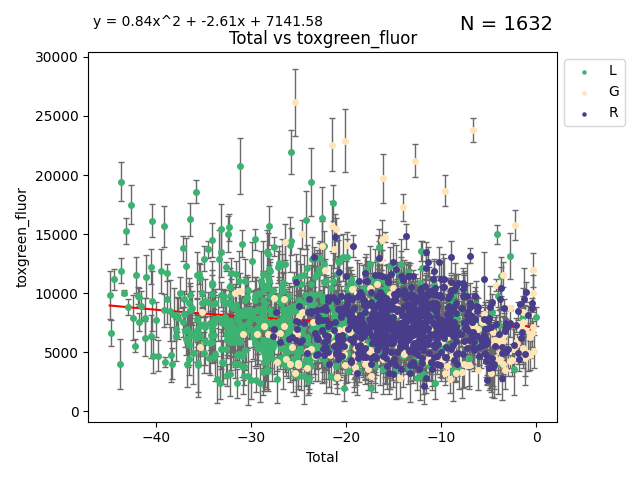 y = 0.84x^2 + -2.61x + 7141.58
N = 1632
Total vs toxgreen_fluor
30000
25000
20000
15000
10000
5000
0
toxgreen_fluor
−40
−30
−20
−10
0
Total
L
G
R